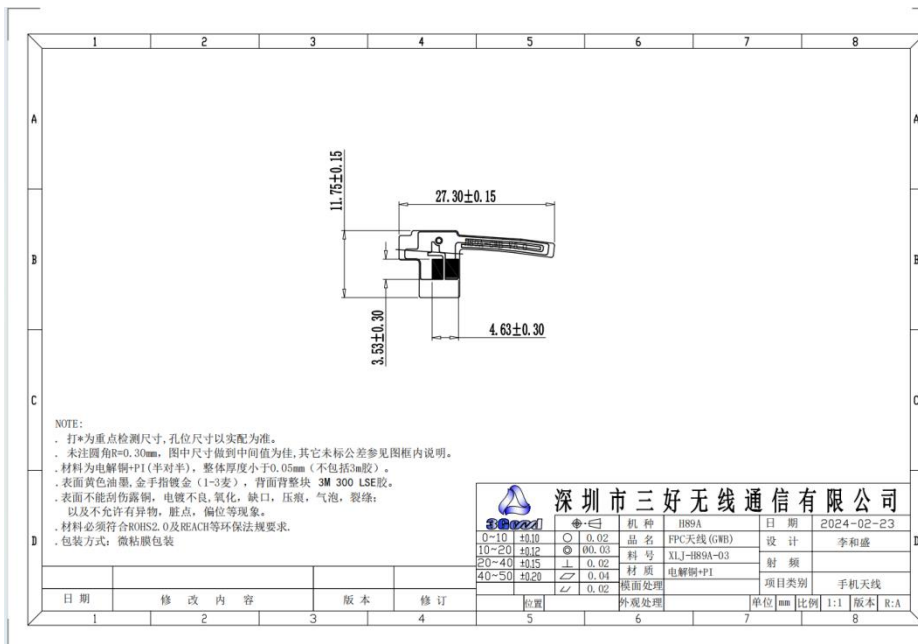 1 2 3 4 5 6 7 8
A A
11.75±0.15
27.30±0.15
B B
3.53±0.30
4.63±0.30
C C
NOTE:
. 打*为重点检测尺寸,孔位尺寸以实配为准。
. 未注圆角R=0.30mm, 图中尺寸做到中间值为佳,其它未标公差参见图框内说明。
.材料为电解铜+PI(半对半), 整体厚度小于0.05mm (不包括3m胶)。
.表面黄色油墨,金手指镀金 (1-3麦), 背面背整块 3M 300 LSE胶。
.表面不能刮伤露铜, 电镀不良,氧化, 缺口, 压痕, 气泡, 裂缘;
以及不允许有异物, 脏点, 偏位等现象。
.材料必须符合ROHS2.0及REACH等环保法规要求.
.包装方式: 微粘膜包装
D D
日 期 修 改 内 容 版 本 修 订
3Good
深圳市三好无线通信有限公司
机 种 H89A 日 期 2024-02-23
0~10 ±0.10 0.02 品 名 FPC天线(GWB) 设 计 李和盛
10~20 ±0.12 Ø0.03 料 号 XLJ-H89A-03 射 频
20~40 ±0.15 0.02 材 质 电解铜+PI
40~50 ±0.20 0.04 模面处理 项目类别 手机天线
0.02
位置 外观处理 单位 mm 比例 1:1 版本 R:A
1 2 3 4 5 6 7 8